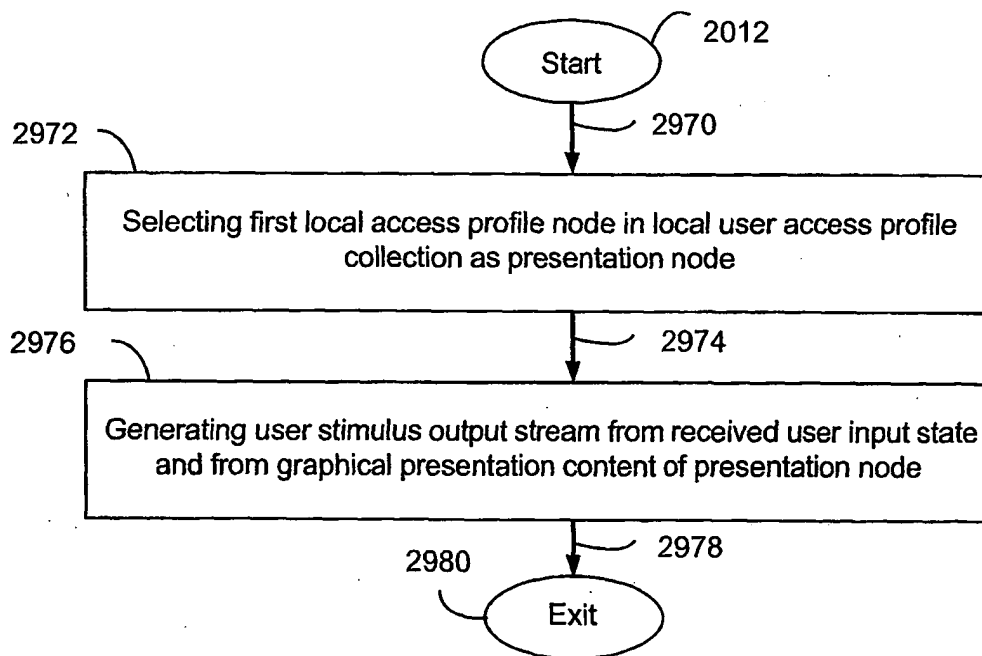 2012
Start
2970
2972
Selecting first local access profile node in local user access profile
collection as presentation node
2974
2976
Generating user stimulus output stream from received user input state
and from graphical presentation content of presentation node
2978
2980
Exit